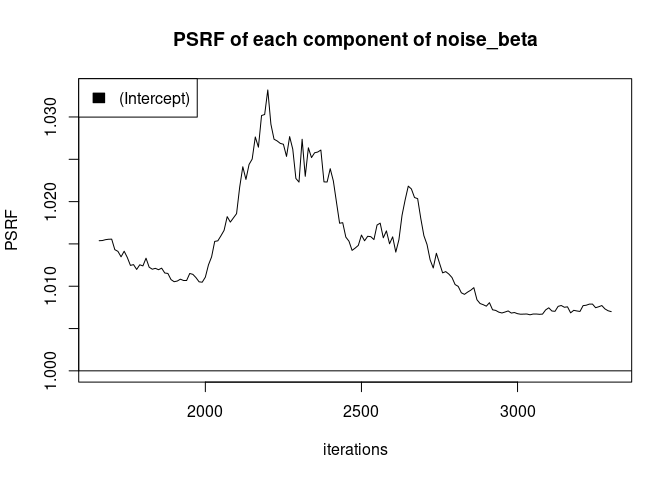 PSRF of each component of noise_beta
(Intercept)
PSRF
1.030
1.020
1.010
1.000
2000 2500 3000
iterations